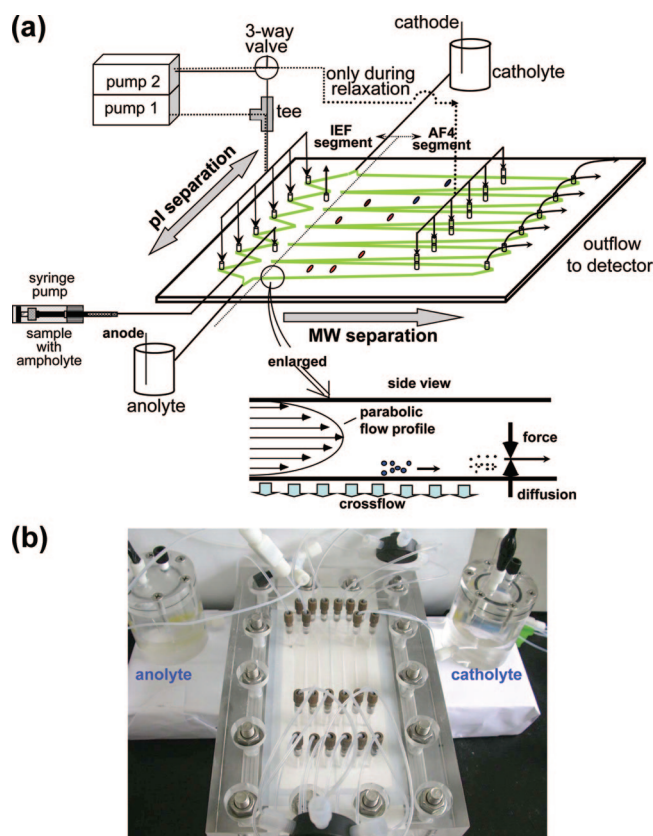 (a)
3-way
valve
cathode
catholyte
pump 2
pump 1
only during
relaxation
tee
IEF
segment
AF4
segment
pI separation
outflow
to detector
syringe
pump
sample
with
ampholyte
anode
anolyte
MW separation
enlarged
side view
parabolic
flow profile
force
crossflow
diffusion
(b)
anolyte
catholyte